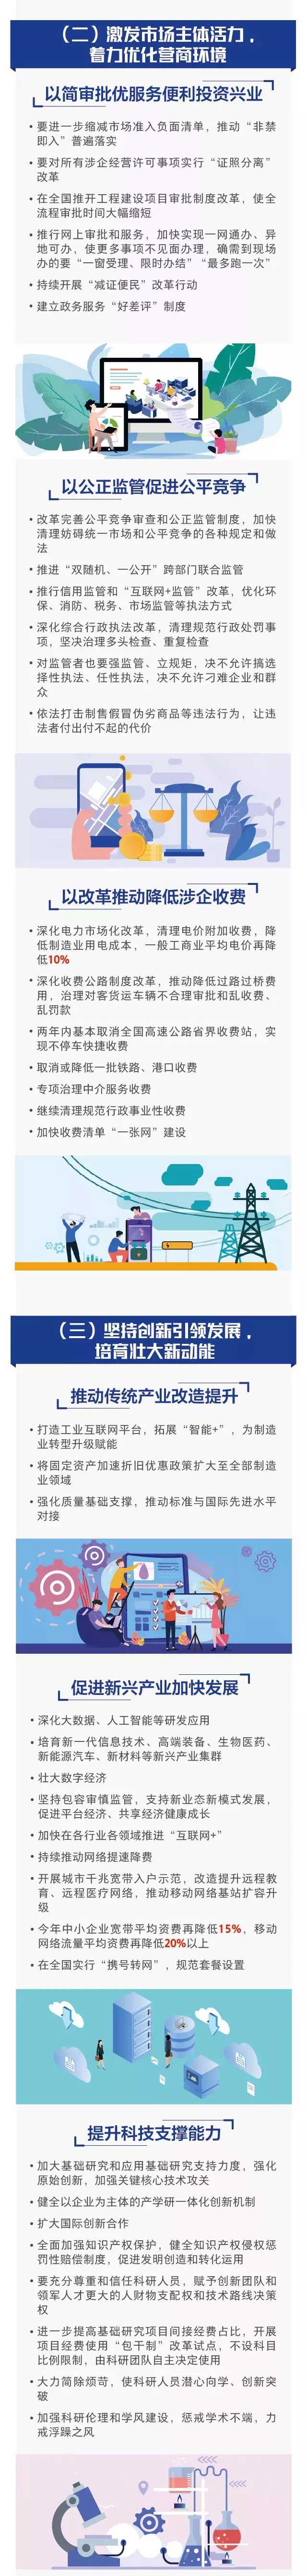 （二）激发市场主体活力，
着力优化营商环境
以简审批优服务便利投资兴业
• 要进一步缩减市场准入负面清单，推动“非禁
即入”普遍落实
• 要对所有涉企经营许可事项实行“证照分离”
改革
• 在全国推开工程建设项目审批制度改革，使全
流程审批时间大幅缩短
• 推行网上审批和服务，加快实现一网通办、异
地可办，使更多事项不见面办理，确需到现场
办的要“一窗受理、限时办结”“最多跑一次”
• 持续开展“减证便民”改革行动
• 建立政务服务“好差评”制度
以公正监管促进公平竞争
• 改革完善公平竞争审查和公正监管制度，加快
清理妨碍统一市场和公平竞争的各种规定和做
法
• 推进“双随机、一公开”跨部门联合监管
• 推行信用监管和“互联网+监管”改革，优化环
保、消防、税务、市场监管等执法方式
• 深化综合行政执法改革，清理规范行政处罚事
项，坚决治理多头检查、重复检查
• 对监管者也要强监管、立规矩，决不允许搞选
择性执法、任性执法，决不允许刁难企业和群
众
• 依法打击制售假冒伪劣商品等违法行为，让违
法者付出付不起的代价
以改革推动降低涉企收费
• 深化电力市场化改革，清理电价附加收费，降
低制造业用电成本，一般工商业平均电价再降
低10%
• 深化收费公路制度改革，推动降低过路过桥费
用，治理对客货运车辆不合理审批和乱收费、
乱罚款
• 两年内基本取消全国高速公路省界收费站，实
现不停车快捷收费
• 取消或降低一批铁路、港口收费
• 专项治理中介服务收费
• 继续清理规范行政事业性收费
• 加快收费清单“一张网”建设
（三）坚持创新引领发展，
培育壮大新动能
推动传统产业改造提升
• 打造工业互联网平台，拓展“智能+”，为制造
业转型升级赋能
• 将固定资产加速折旧优惠政策扩大至全部制造
业领域
• 强化质量基础支撑，推动标准与国际先进水平
对接
促进新兴产业加快发展
• 深化大数据、人工智能等研发应用
• 培育新一代信息技术、高端装备、生物医药、
新能源汽车、新材料等新兴产业集群
• 壮大数字经济
• 坚持包容审慎监管，支持新业态新模式发展，
促进平台经济、共享经济健康成长
• 加快在各行业各领域推进“互联网+”
• 持续推动网络提速降费
• 开展城市千兆宽带入户示范，改造提升远程教
育、远程医疗网络，推动移动网络基站扩容升
级
• 今年中小企业宽带平均资费再降低15%，移动
网络流量平均资费再降低20%以上
• 在全国实行“携号转网”，规范套餐设置
提升科技支撑能力
• 加大基础研究和应用基础研究支持力度，强化
原始创新，加强关键核心技术攻关
• 健全以企业为主体的产学研一体化创新机制
• 扩大国际创新合作
• 全面加强知识产权保护，健全知识产权侵权惩
罚性赔偿制度，促进发明创造和转化运用
• 要充分尊重和信任科研人员，赋予创新团队和
领军人才更大的人财物支配权和技术路线决策
权
• 进一步提高基础研究项目间接经费占比，开展
项目经费使用“包干制”改革试点，不设科目
比例限制，由科研团队自主决定使用
• 大力简除烦苛，使科研人员潜心向学、创新突
破
• 加强科研伦理和学风建设，惩戒学术不端，力
戒浮躁之风